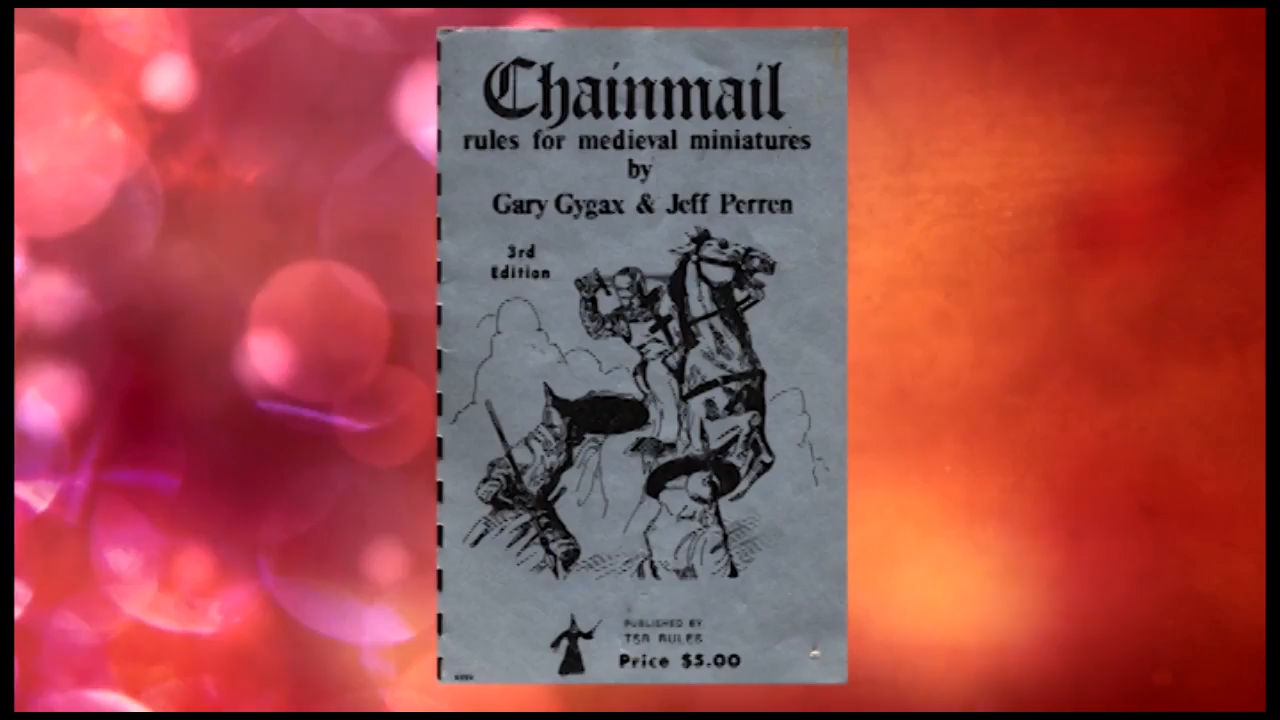 Chainmail
rules for medieval miniatures
by
Gary Gygax & Jeff Perren
3rd
Edition
PUBLISHED BY
TSR RULES
Price $5.00